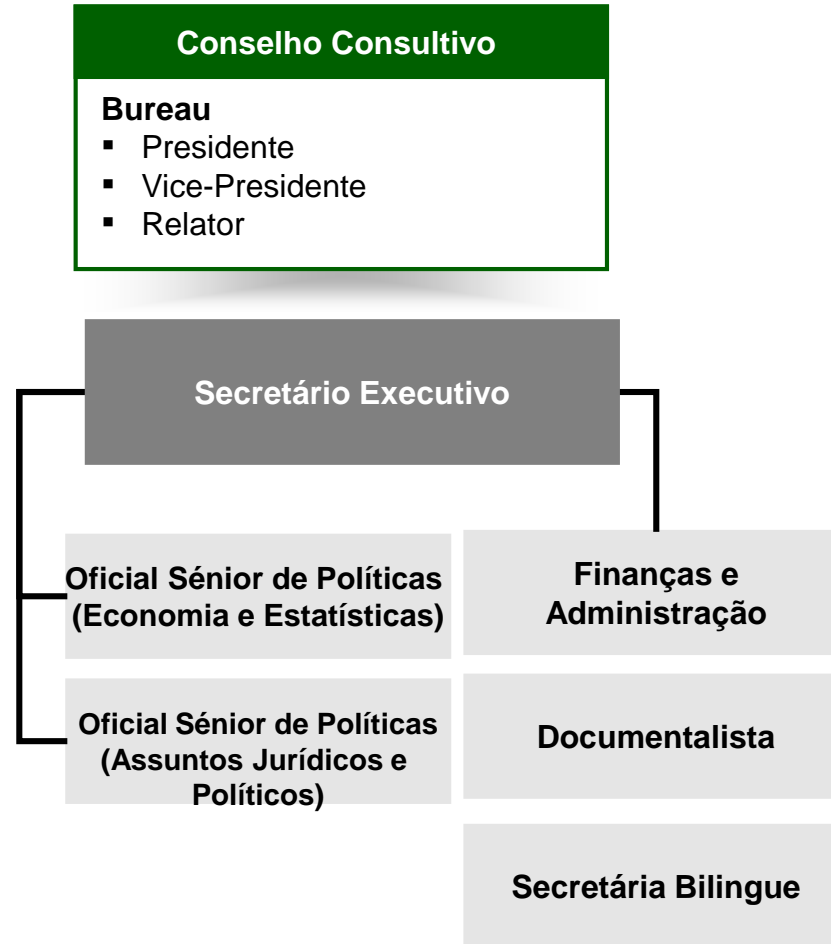 Conselho Consultivo
Bureau
▪ Presidente
▪ Vice-Presidente
▪ Relator
Secretário Executivo
Oficial Sénior de Políticas
(Economia e Estatísticas)
Oficial Sénior de Políticas
(Assuntos Jurídicos e
Políticos)
Finanças e
Administração
Documentalista
Secretária Bilingue